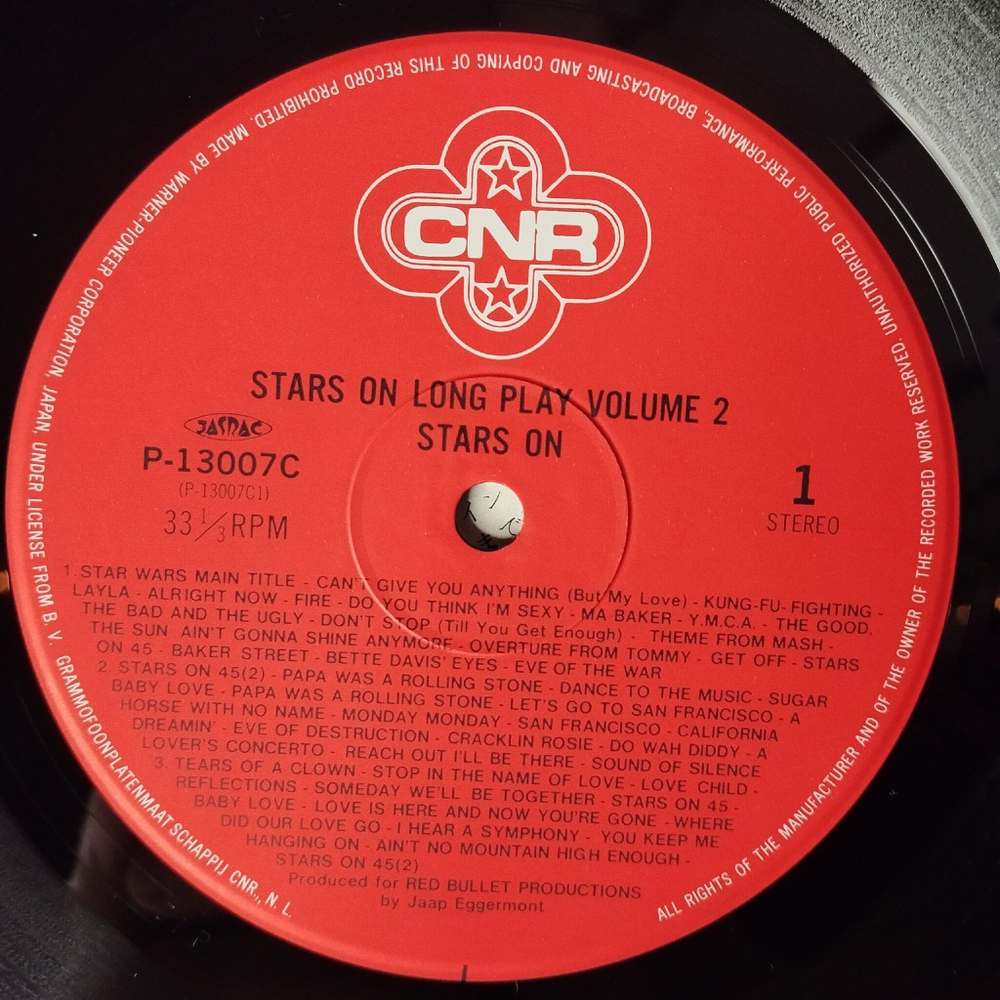 CNR
STARS ON LONG PLAY VOLUME 2
STARS ON
JASRAC
P-13007C
(P-13007C1)
33 1/3 RPM
1
STEREO
1. STAR WARS MAIN TITLE - CAN'T GIVE YOU ANYTHING (But My Love) - KUNG-FU- FIGHTING -
LAYLA - ALRIGHT NOW - FIRE - DO YOU THINK I'M SEXY - MA BAKER - Y.M.C.A. - THE GOOD,
THE BAD AND THE UGLY - DON'T STOP (Till You Get Enough) - THEME FROM MASH -
THE SUN AIN'T GONNA SHINE ANYMORE - OVERTURE FROM TOMMY - GET OFF - STARS
ON 45 - BAKER STREET - BETTE DAVIS' EYES - EVE OF THE WAR
2. STARS ON 45(2) - PAPA WAS A ROLLING STONE - DANCE TO THE MUSIC - SUGAR
BABY LOVE - PAPA WAS A ROLLING STONE - LET'S GO TO SAN FRANCISCO - A
HORSE WITH NO NAME - MONDAY MONDAY - SAN FRANCISCO - CALIFORNIA
DREAMIN' - EVE OF DESTRUCTION - CRACKLIN ROSIE - DO WAH DIDDY - A
LOVER'S CONCERTO - REACH OUT I'LL BE THERE - SOUND OF SILENCE
3. TEARS OF A CLOWN - STOP IN THE NAME OF LOVE - LOVE CHILD -
REFLECTIONS - SOMEDAY WE'LL BE TOGETHER - STARS ON 45 -
BABY LOVE - LOVE IS HERE AND NOW YOU'RE GONE - WHERE
DID OUR LOVE GO - I HEAR A SYMPHONY - YOU KEEP ME
HANGING ON - AIN'T NO MOUNTAIN HIGH ENOUGH -
STARS ON 45(2)
Produced for RED BULLET PRODUCTIONS
by Jaap Eggermont
ALL RIGHTS OF THE MANUFACTURER AND OF THE OWNER OF THE RECORDED WORK RESERVED. UNAUTHORIZED PUBLIC PERFORMANCE, BROADCASTING AND COPYING OF THIS RECORD PROHIBITED. MADE BY WARNER-PIONEER CORPORATION, JAPAN, UNDER LICENSE FROM B. V. GRAMMOFOONPLATENMAATSCHAPPIJ CNR., N. L.